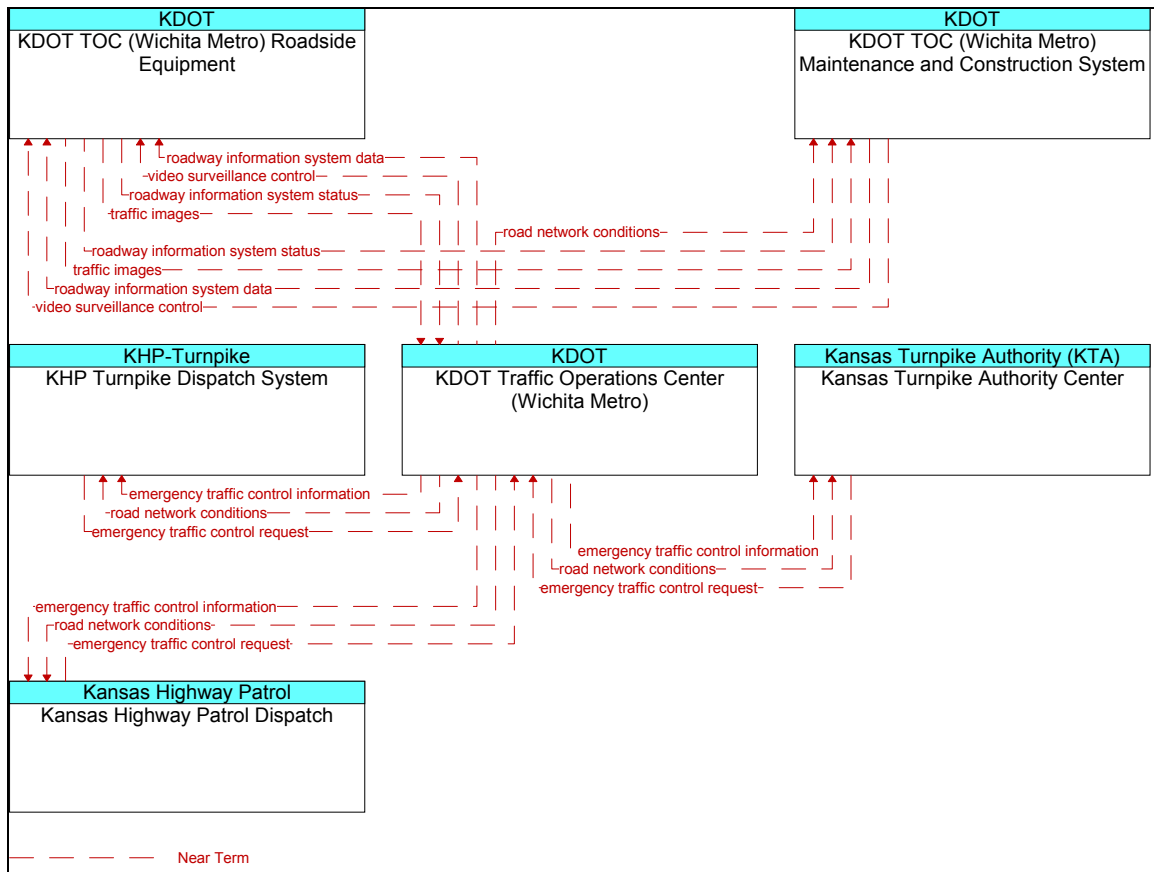 KDOT
KDOT TOC (Wichita Metro) Roadside
Equipment
KDOT
KDOT TOC (Wichita Metro)
Maintenance and Construction System
roadway information system data
video surveillance control
roadway information system status
traffic images
road network conditions
roadway information system status
traffic images
roadway information system data
video surveillance control
KHP-Turnpike
KHP Turnpike Dispatch System
KDOT
KDOT Traffic Operations Center
(Wichita Metro)
Kansas Turnpike Authority (KTA)
Kansas Turnpike Authority Center
emergency traffic control information
road network conditions
emergency traffic control request
emergency traffic control information
road network conditions
emergency traffic control request
emergency traffic control information
road network conditions
emergency traffic control request
Kansas Highway Patrol
Kansas Highway Patrol Dispatch
Near Term